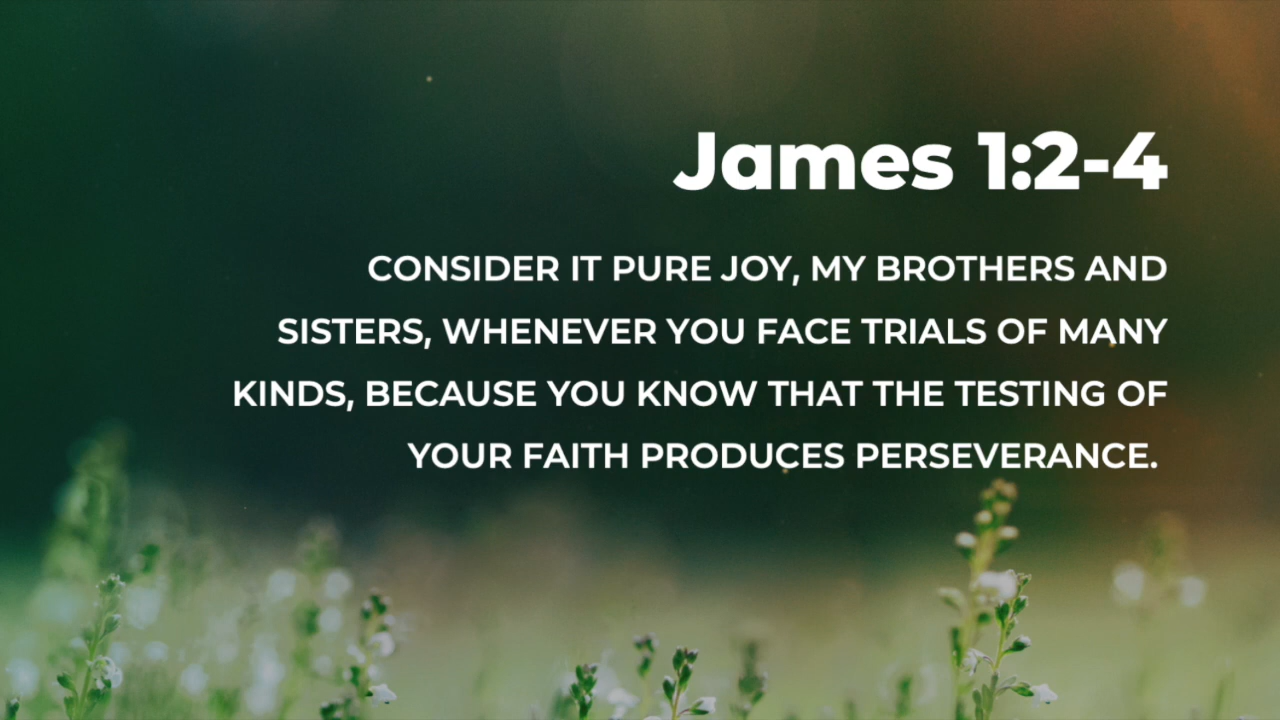 James 1:2-4
CONSIDER IT PURE JOY, MY BROTHERS AND
SISTERS, WHENEVER YOU FACE TRIALS OF MANY
KINDS, BECAUSE YOU KNOW THAT THE TESTING OF
YOUR FAITH PRODUCES PERSEVERANCE.